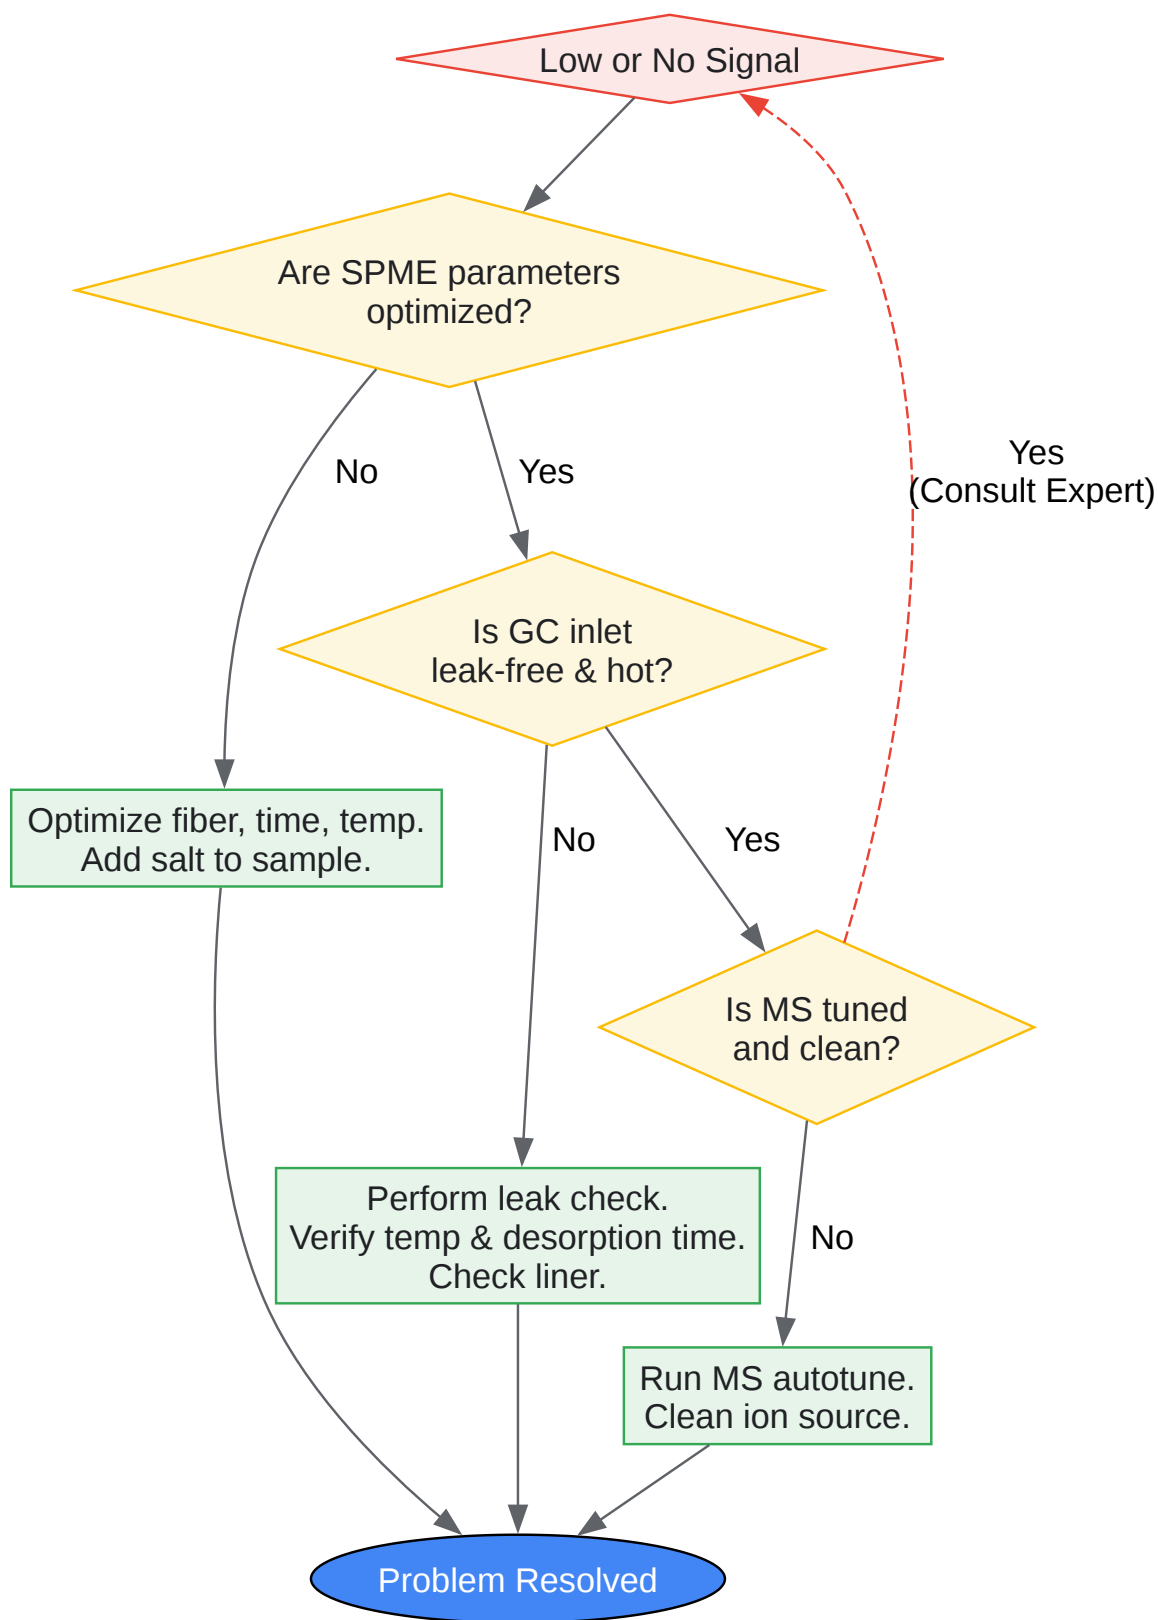 Low or No Signal
Are SPME parameters
optimized?
No
Yes
Yes
(Consult Expert)
Is GC inlet
leak-free & hot?
Optimize fiber, time, temp.
Add salt to sample.
No
Yes
Is MS tuned
and clean?
Perform leak check.
Verify temp & desorption time.
Check liner.
No
Run MS autotune.
Clean ion source.
Problem Resolved